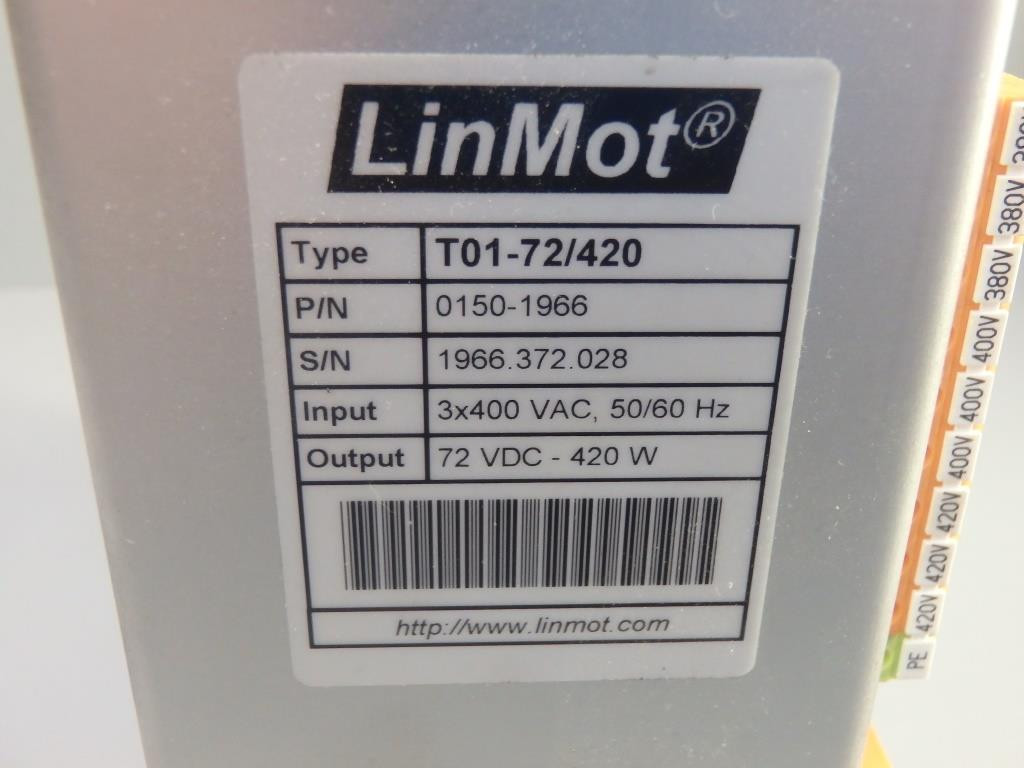 LinMot®
Type T01-72/420
P/N 0150-1966
S/N 1966.372.028
Input 3x400 VAC, 50/60 Hz
Output 72 VDC - 420 W
http://www.linmot.com
380V
380V
400V
400V
400V
420V
420V
420V
PE